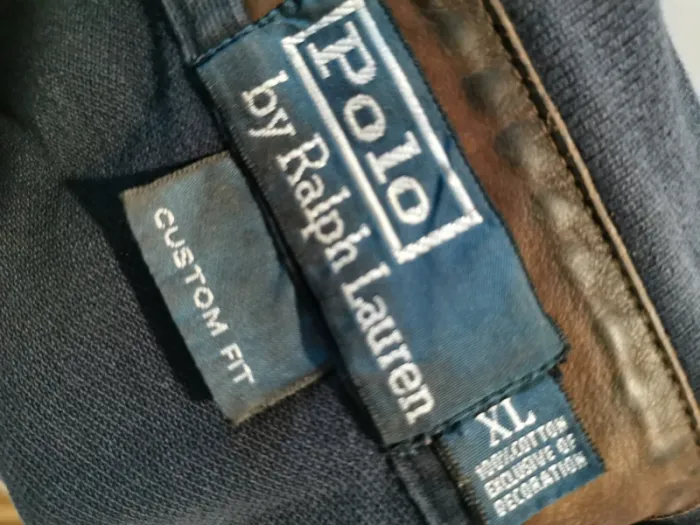 Polo
by Ralph Lauren
CUSTOM FIT
XL
100% COTTON
EXCLUSIVE OF
DECORATION